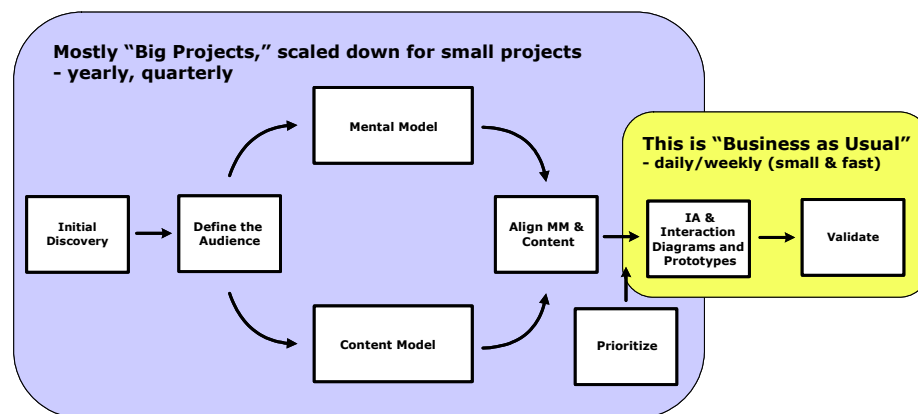 Mostly “Big Projects,” scaled down for small projects
- yearly, quarterly
Mental Model
This is “Business as Usual”
- daily/weekly (small & fast)
Initial
Discovery
Define the
Audience
Align MM &
Content
IA &
Interaction
Diagrams and
Prototypes
Validate
Content Model
Prioritize